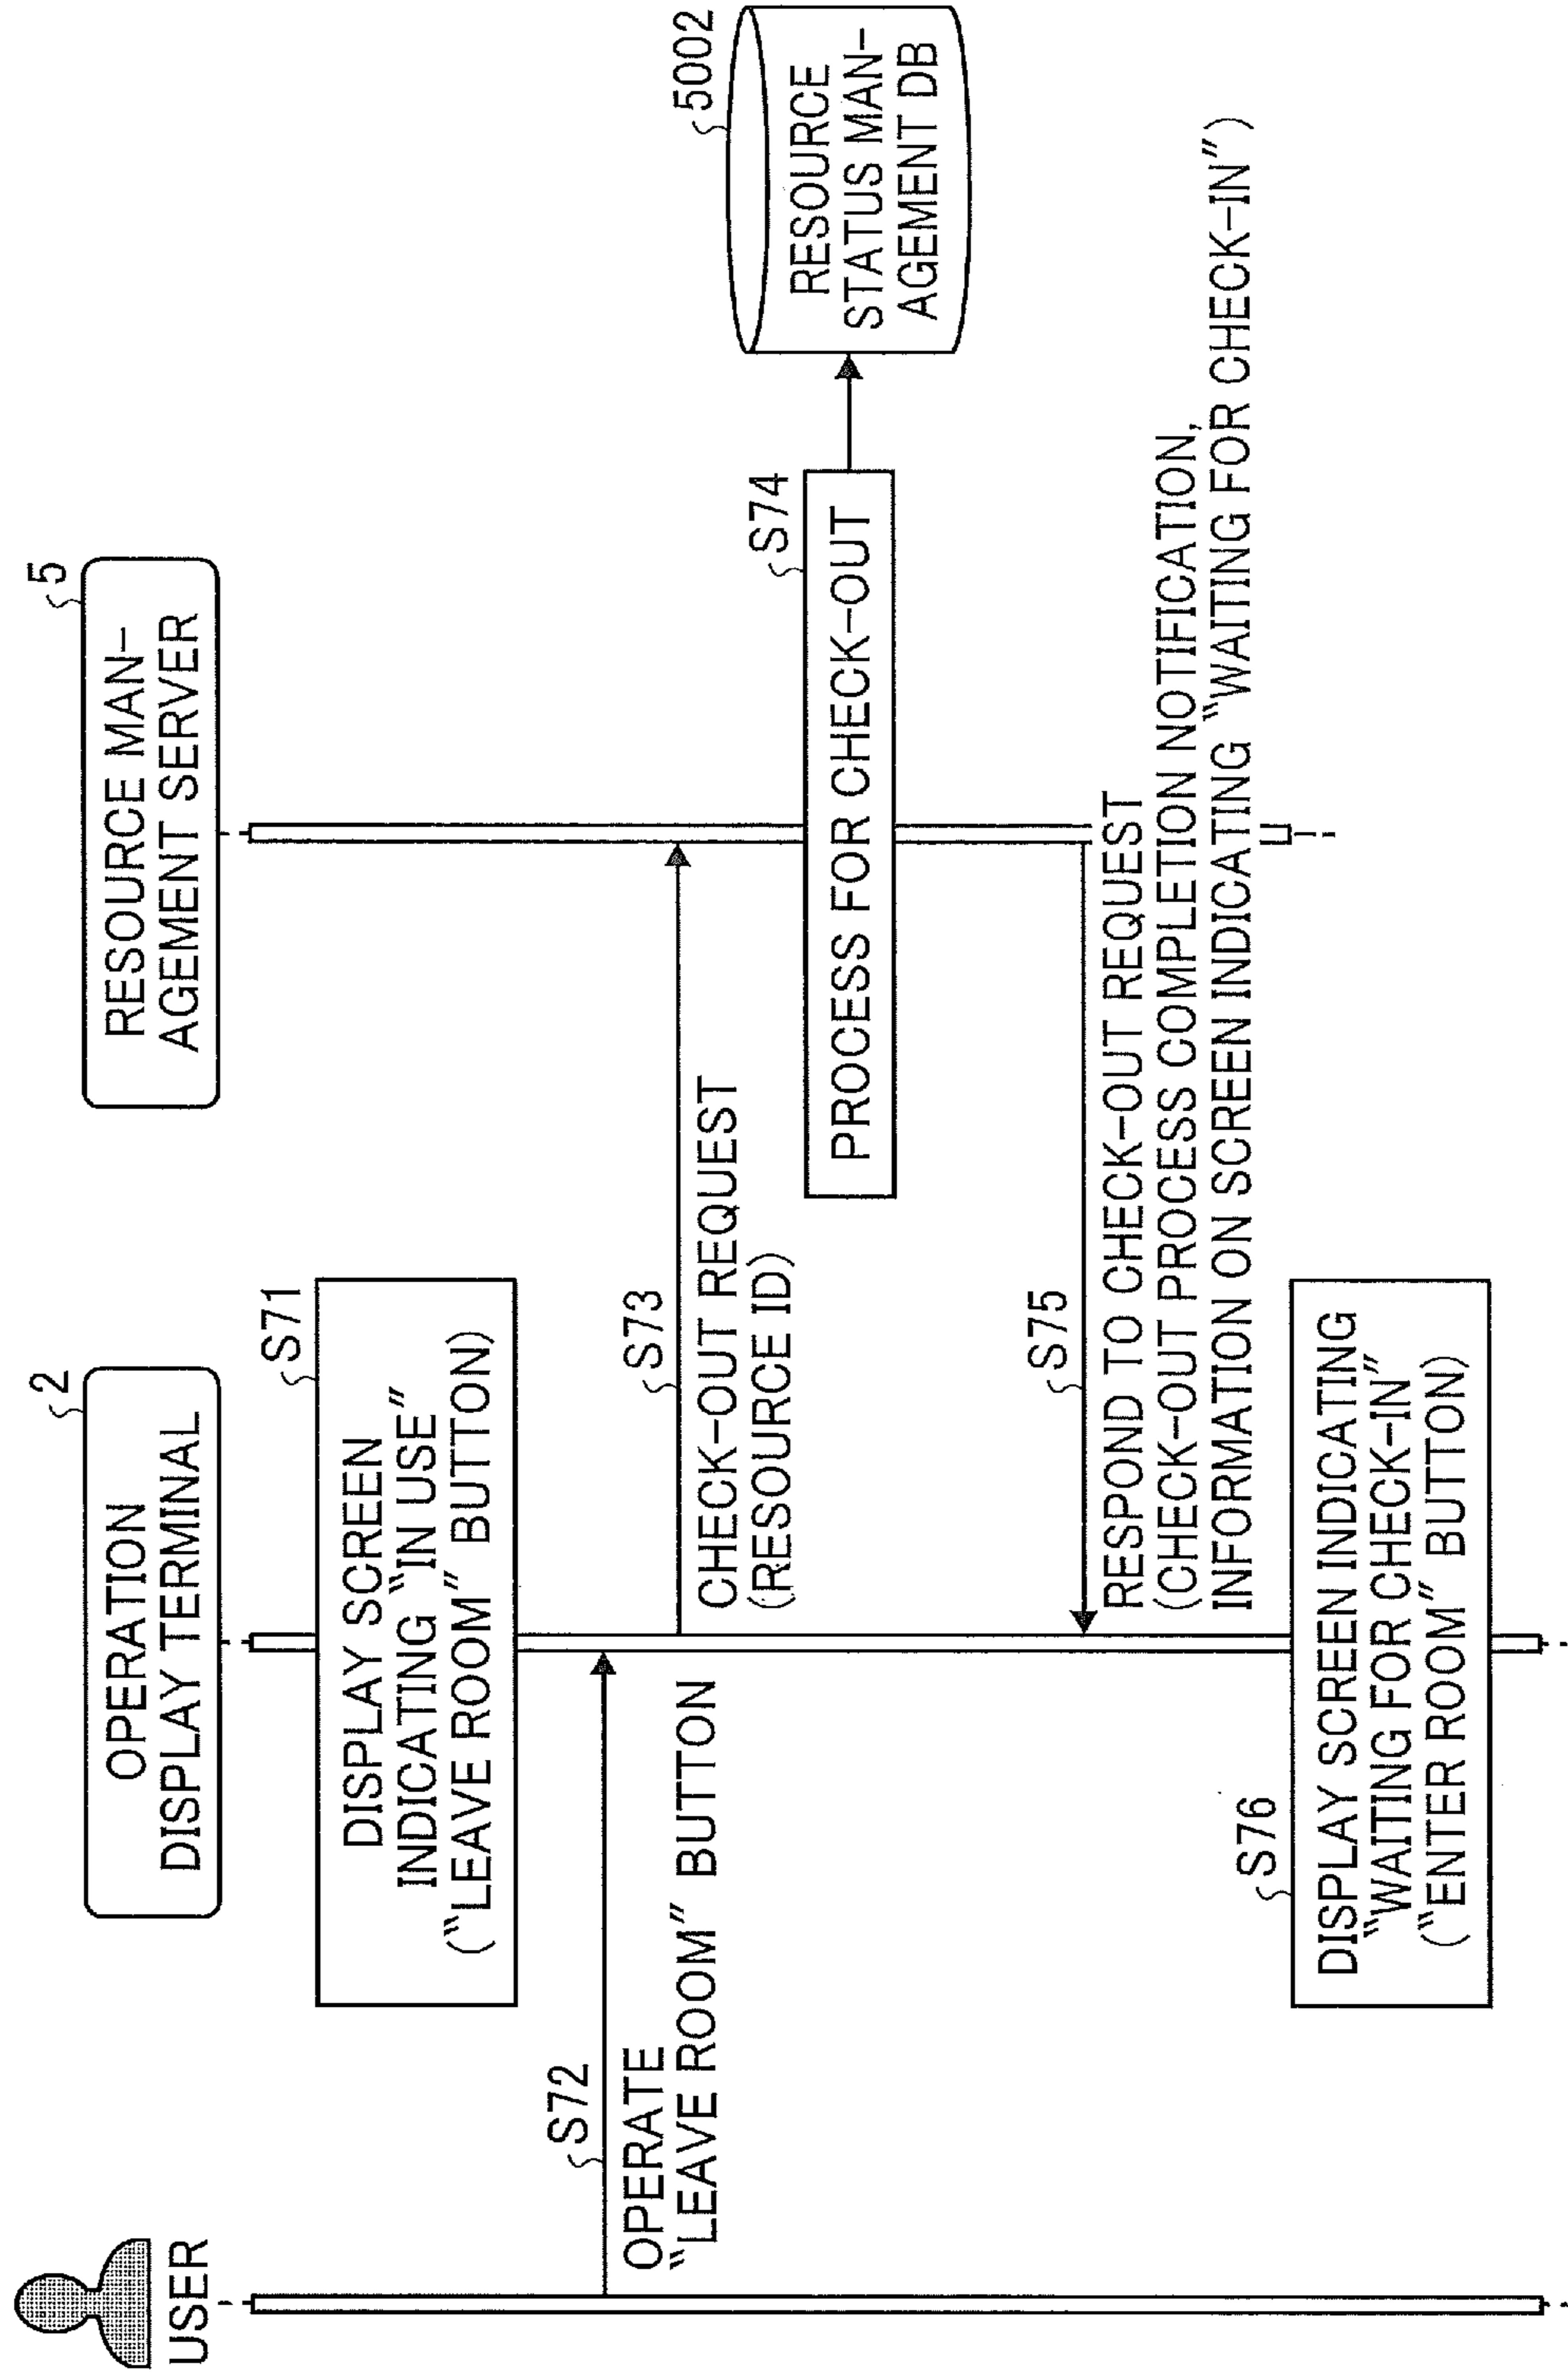 USER
2
OPERATION
DISPLAY TERMINAL
5
RESOURCE MAN-
AGEMENT SERVER
S71
DISPLAY SCREEN
INDICATING "IN USE"
("LEAVE ROOM" BUTTON)
S72
OPERATE
"LEAVE ROOM" BUTTON
S73
CHECK-OUT REQUEST
(RESOURCE ID)
S74
PROCESS FOR CHECK-OUT
5002
RESOURCE
STATUS MAN-
AGEMENT DB
S75
RESPOND TO CHECK-OUT REQUEST
(CHECK-OUT PROCESS COMPLETION NOTIFICATION,
INFORMATION ON SCREEN INDICATING "WAITING FOR CHECK-IN")
S76
DISPLAY SCREEN INDICATING
"WAITING FOR CHECK-IN"
("ENTER ROOM" BUTTON)